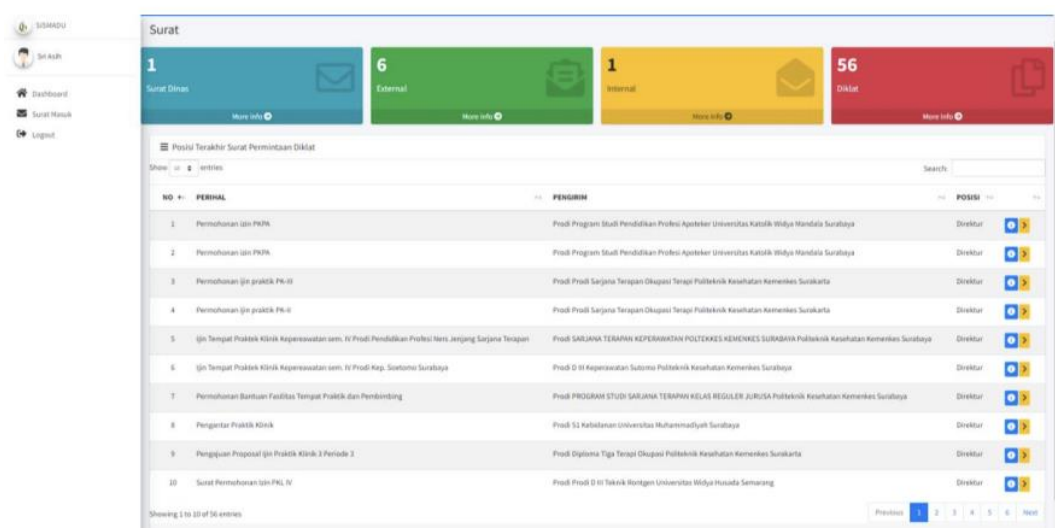 SISMADU
Surat
Sri Asih
Dashboard
Surat Masuk
Logout
1
Surat Dinas
More info
6
External
More info
1
Internal
More info
56
Diklat
More info
Posisi Terakhir Surat Permintaan Diklat
Show 10 entries Search:
NO PERIHAL PENGIRIM POSISI
1 Permohonan izin PKPA Prodi Program Studi Pendidikan Profesi Apoteker Universitas Katolik Widya Mandala Surabaya Direktur
2 Permohonan izin PKPA Prodi Program Studi Pendidikan Profesi Apoteker Universitas Katolik Widya Mandala Surabaya Direktur
3 Permohonan ijin praktik PK-III Prodi Prodi Sarjana Terapan Okupasi Terapi Politeknik Kesehatan Kemenkes Surakarta Direktur
4 Permohonan ijin praktik PK-II Prodi Prodi Sarjana Terapan Okupasi Terapi Politeknik Kesehatan Kemenkes Surakarta Direktur
5 Ijin Tempat Praktek Klinik Keperawatan sem. IV Prodi Pendidikan Profesi Ners Jenjang Sarjana Terapan Prodi SARJANA TERAPAN KEPERAWATAN POLTEKKES KEMENKES SURABAYA Politeknik Kesehatan Kemenkes Surabaya Direktur
6 Ijin Tempat Praktek Klinik Keperawatan sem. IV Prodi Kep. Soetomo Surabaya Prodi D III Keperawatan Sutomo Politeknik Kesehatan Kemenkes Surabaya Direktur
7 Permohonan Bantuan Fasilitas Tempat Praktik dan Pembimbing Prodi PROGRAM STUDI SARJANA TERAPAN KELAS REGULER JURUSA Politeknik Kesehatan Kemenkes Surabaya Direktur
8 Pengantar Praktik Klinik Prodi S1 Kebidanan Universitas Muhammadiyah Surabaya Direktur
9 Pengajuan Proposal Ijin Praktik Klinik 3 Periode 3 Prodi Diploma Tiga Terapi Okupasi Politeknik Kesehatan Kemenkes Surakarta Direktur
10 Surat Permohonan Izin PKL IV Prodi Prodi D III Teknik Rontgen Universitas Widya Husada Semarang Direktur
Showing 1 to 10 of 56 entries Previous 1 2 3 4 5 6 Next